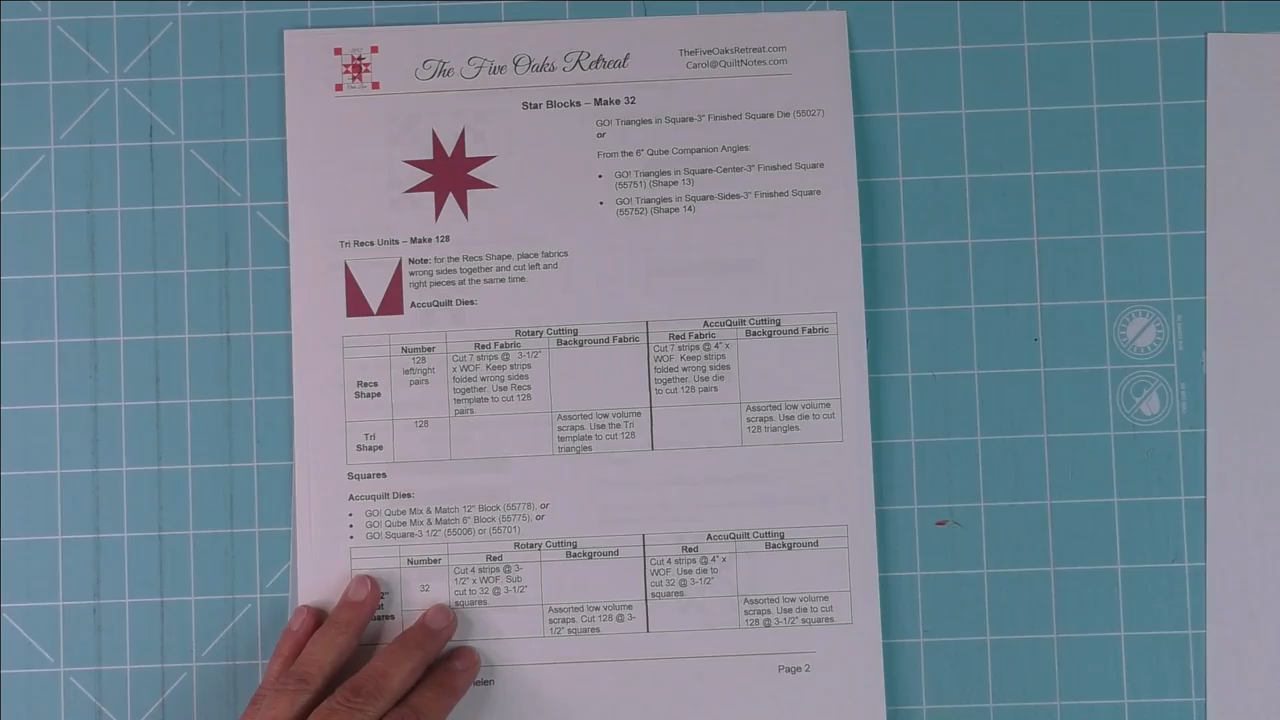 The Five Oaks Retreat
TheFiveOaksRetreat.com
Carol@QuiltNotes.com
Star Blocks – Make 32
GO! Triangles in Square-3" Finished Square Die (55027)
or
From the 6" Qube Companion Angles:
• GO! Triangles in Square-Center-3" Finished Square
(55751) (Shape 13)
• GO! Triangles in Square-Sides-3" Finished Square
(55752) (Shape 14)
Tri Recs Units – Make 128
Note: for the Recs Shape, place fabrics
wrong sides together and cut left and
right pieces at the same time.
AccuQuilt Dies:
Rotary Cutting
AccuQuilt Cutting
Number
Red Fabric
Background Fabric
Red Fabric
Background Fabric
Recs
Shape
128
left/right
pairs
Cut 7 strips @ 3-1/2"
x WOF. Keep strips
folded wrong sides
together. Use Recs
template to cut 128
pairs.
Cut 7 strips @ 4" x
WOF. Keep strips
folded wrong sides
together. Use die
to cut 128 pairs
Tri
Shape
128
Assorted low volume
scraps. Use the Tri
template to cut 128
triangles
Assorted low volume
scraps. Use die to cut
128 triangles.
Squares
Accuquilt Dies:
• GO! Qube Mix & Match 12" Block (55778), or
• GO! Qube Mix & Match 6" Block (55775), or
• GO! Square-3 1/2" (55006) or (55701)
Rotary Cutting
AccuQuilt Cutting
Number
Red
Background
Red
Background
32
Cut 4 strips @ 3-
1/2" x WOF. Sub
cut to 32 @ 3-1/2"
squares.
Cut 4 strips @ 4" x
WOF. Use die to
cut 32 @ 3-1/2"
squares.
Assorted low volume
scraps. Cut 128 @ 3-
1/2" squares.
Assorted low volume
scraps. Use die to cut
128 @ 3-1/2" squares.
Page 2